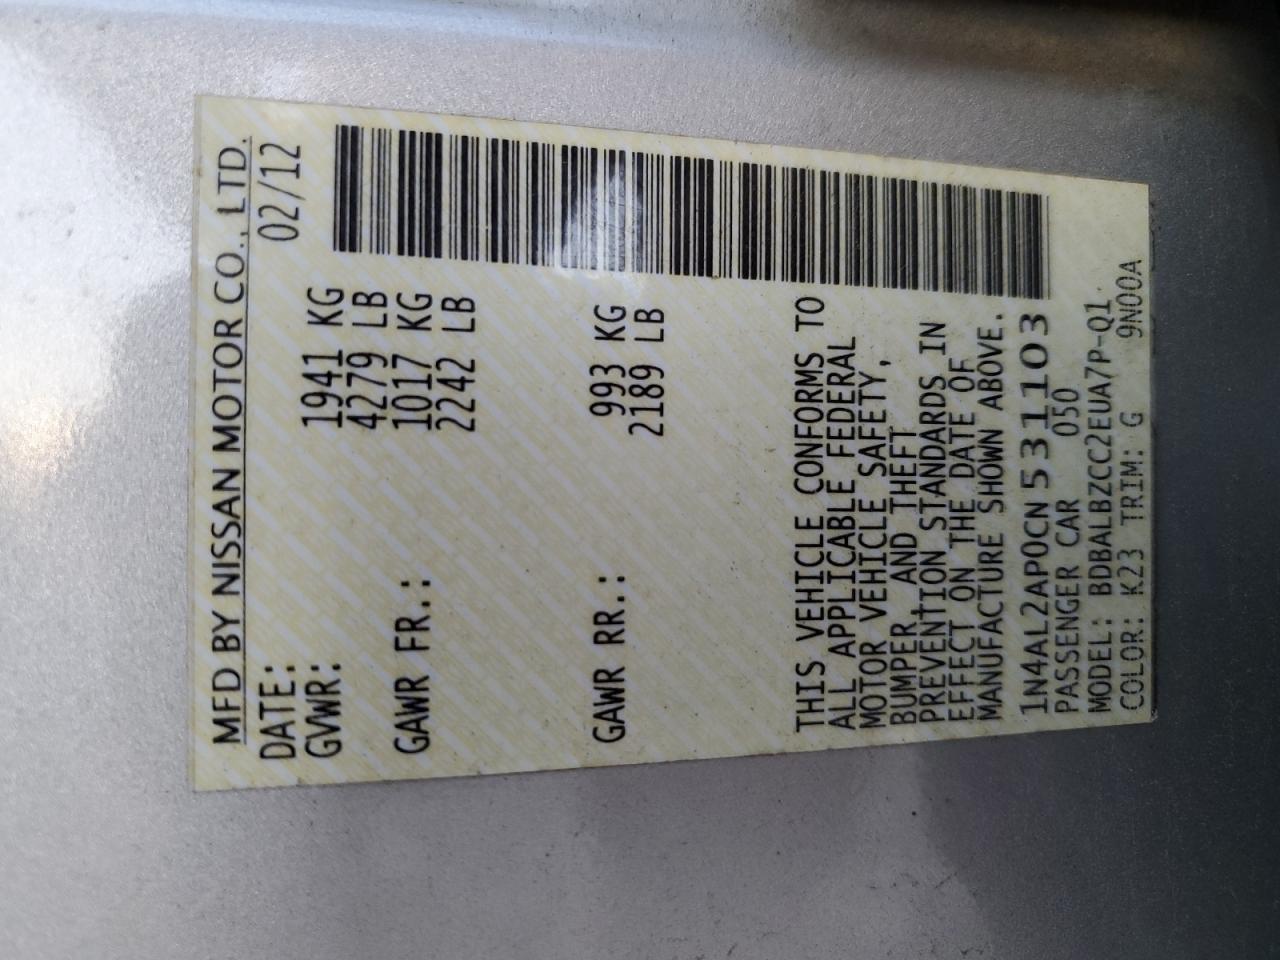 MFD BY NISSAN MOTOR CO., LTD.
DATE: 02/12
GVWR: 1941 KG
4279 LB
GAWR FR.: 1017 KG
2242 LB
GAWR RR.: 993 KG
2189 LB
THIS VEHICLE CONFORMS TO
ALL APPLICABLE FEDERAL
MOTOR VEHICLE SAFETY,
BUMPER AND THEFT
PREVENTION STANDARDS IN
EFFECT ON THE DATE OF
MANUFACTURE SHOWN ABOVE.
1N4AL2AP0CN531103
PASSENGER CAR 050
MODEL: BDBALBZCC2EUA7P-Q1
COLOR: K23 TRIM: G 9N00A